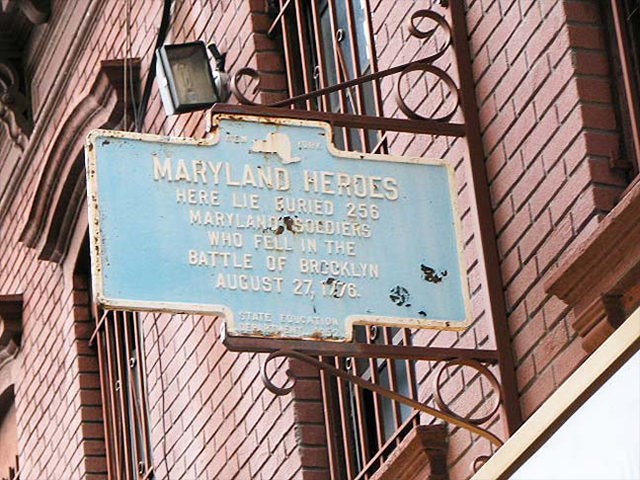 NEW YORK
MARYLAND HEROES
HERE LIE BURIED 256
MARYLAND SOLDIERS
WHO FELL IN THE
BATTLE OF BROOKLYN
AUGUST 27, 1776.
STATE EDUCATION
DEPARTMENT